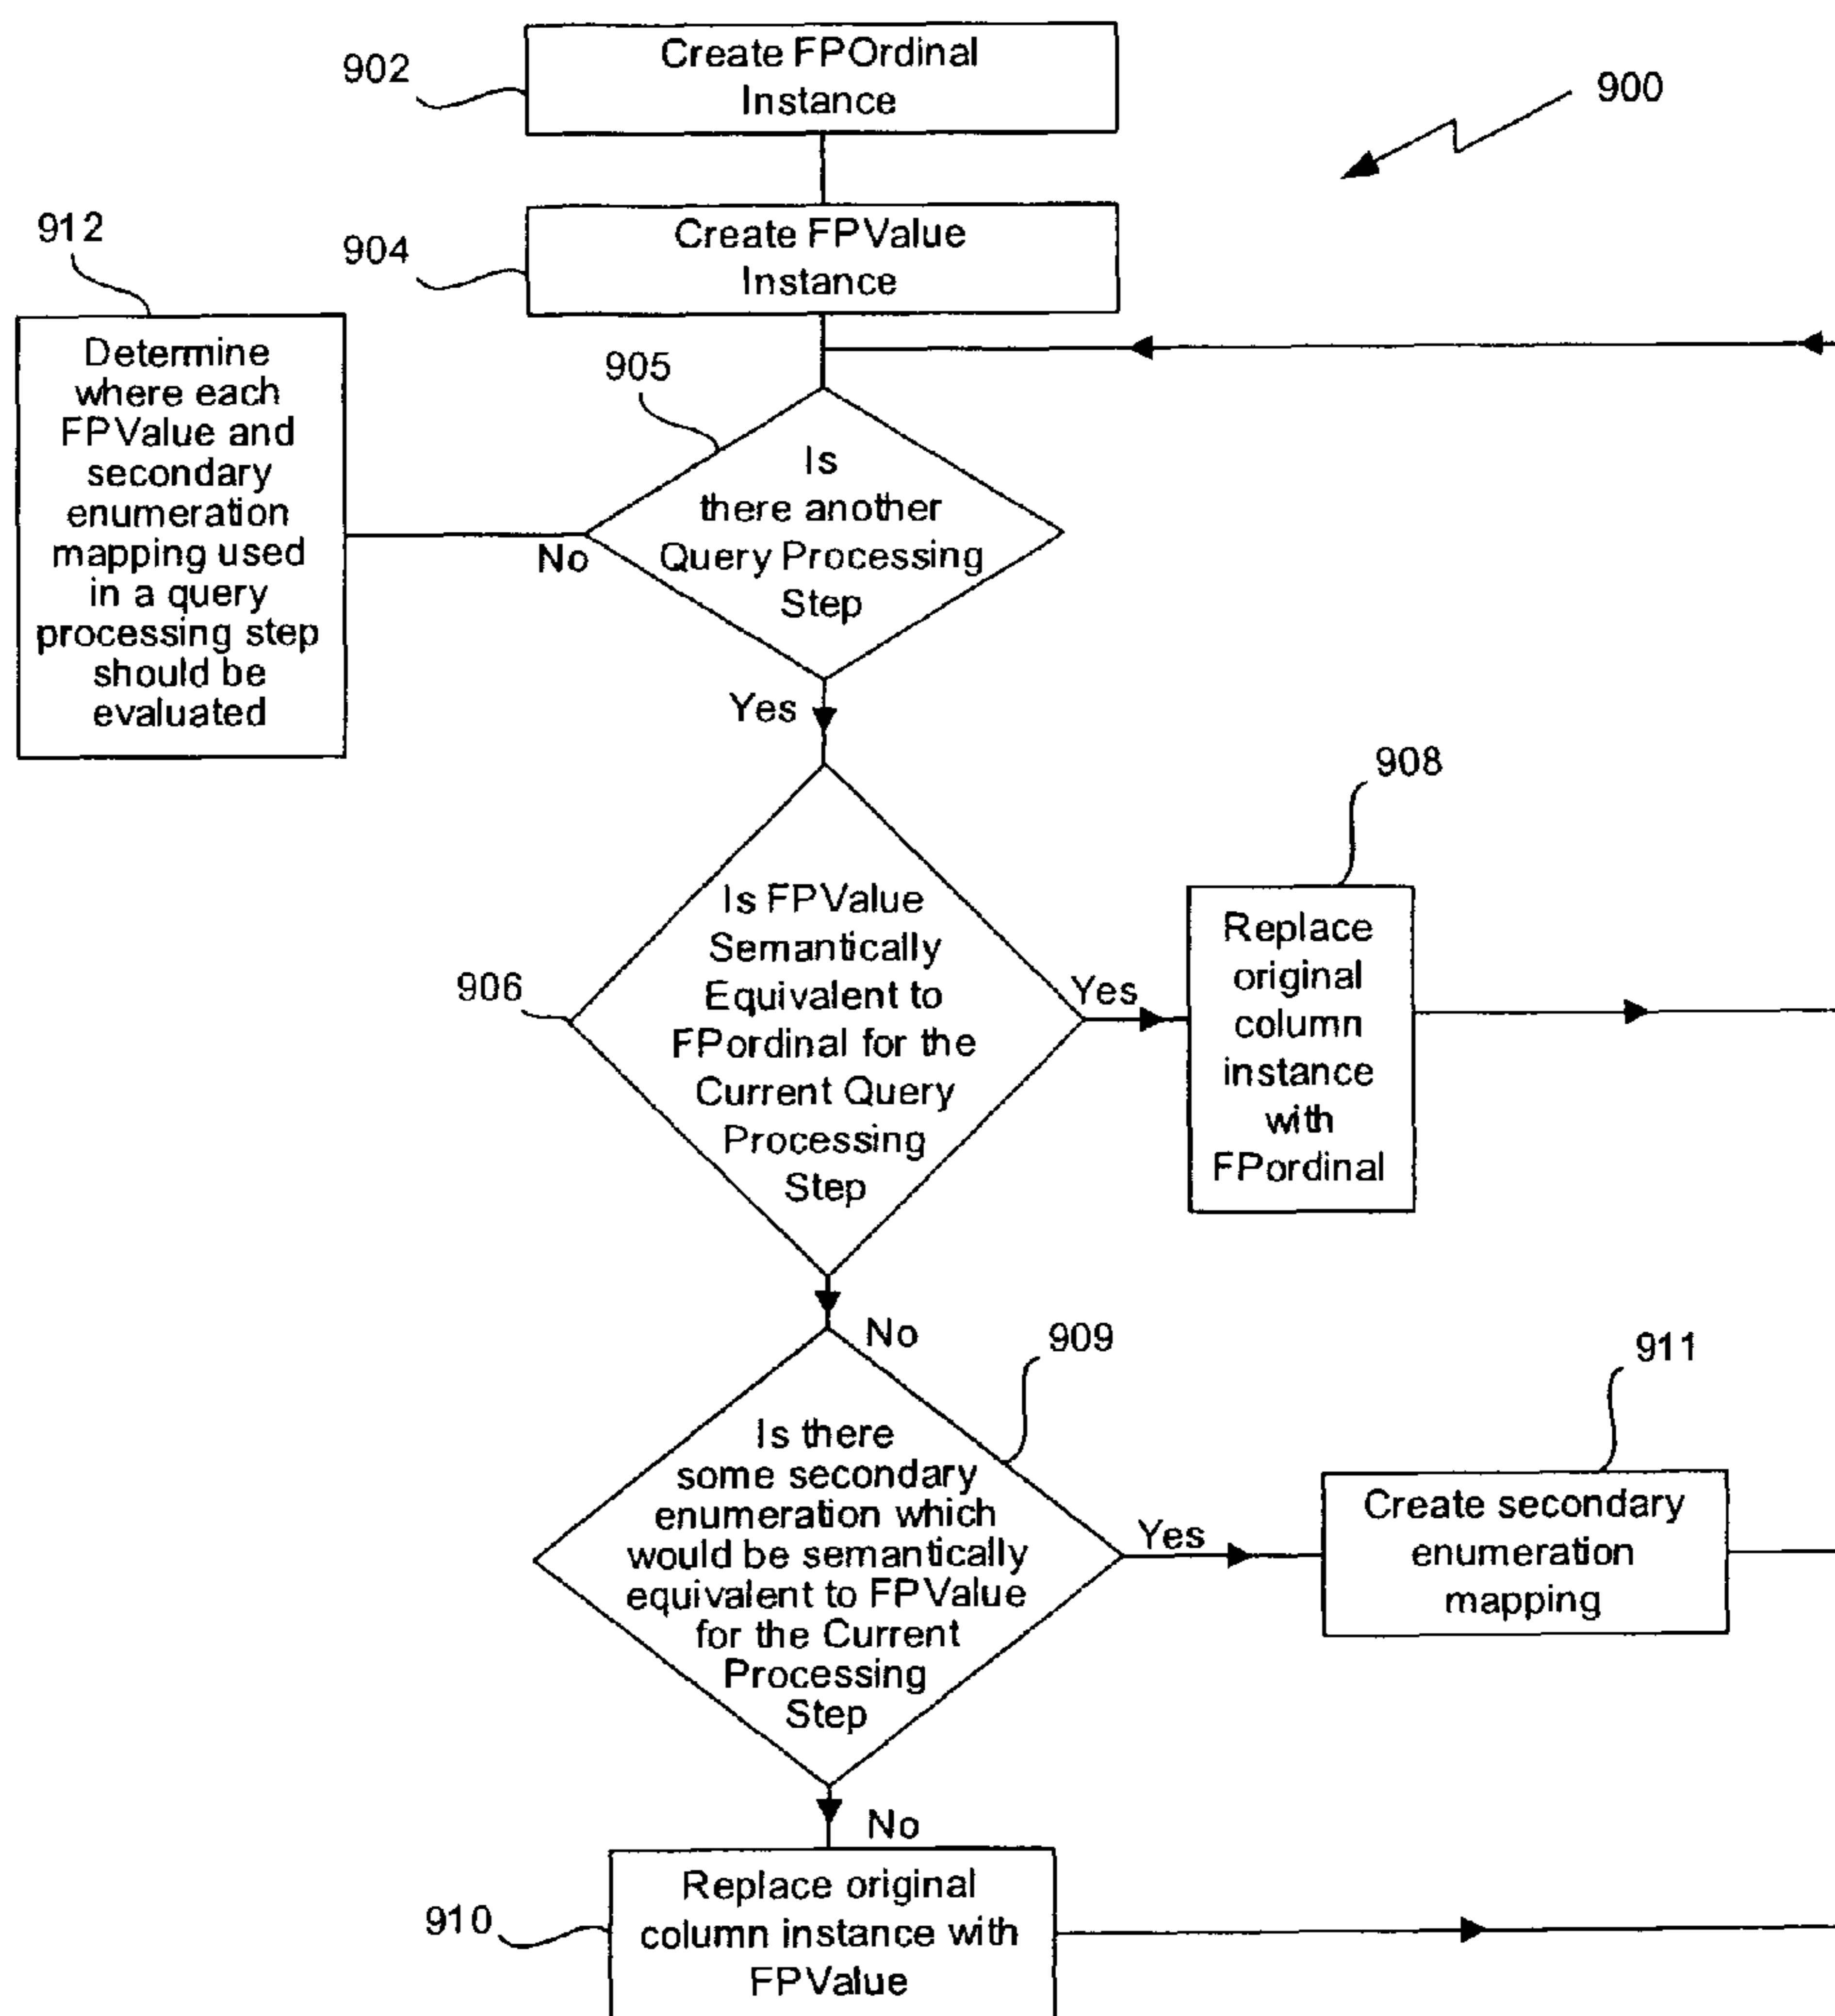 902
Create FPOrdinal
Instance
900
904
Create FPValue
Instance
912
Determine
where each
FPValue and
secondary
enumeration
mapping used
in a query
processing step
should be
evaluated
905
Is
there another
Query Processing
Step
No
Yes
906
Is FPValue
Semantically
Equivalent to
FPordinal for the
Current Query
Processing
Step
Yes
908
Replace
original
column
instance
with
FPordinal
No
909
Is there
some secondary
enumeration which
would be semantically
equivalent to FPValue
for the Current
Processing
Step
Yes
911
Create secondary
enumeration
mapping
No
910
Replace original
column instance with
FPValue